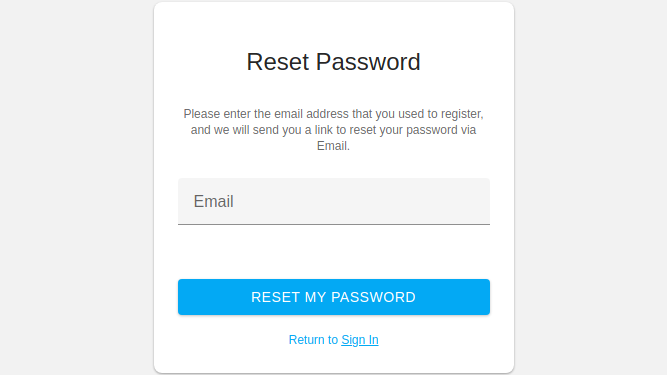 Reset Password
Please enter the email address that you used to register,
and we will send you a link to reset your password via
Email.
Email
RESET MY PASSWORD
Return to Sign In